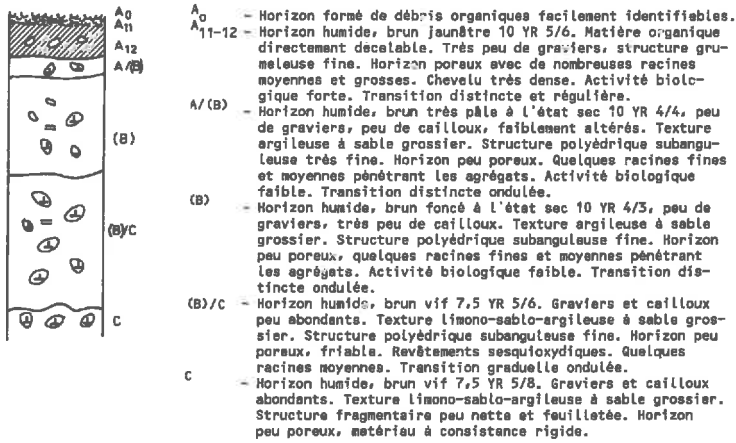 A₀
A₁₁
A₁₂
A/(B)
(B)
(B)/C
C
A₀ - Horizon formé de débris organiques facilement identifiables.
A₁₁₋₁₂ - Horizon humide, brun jaunâtre 10 YR 5/6. Matière organique
directement décelable. Très peu de graviers, structure gru-
meleuse fine. Horizon poreux avec de nombreuses racines
moyennes et grosses. Chevelu très dense. Activité biolo-
gique forte. Transition distincte et régulière.
A/(B) - Horizon humide, brun très pâle à l'état sec 10 YR 4/4, peu
de graviers, peu de cailloux, faiblement altérés. Texture
argileuse à sable grossier. Structure polyédrique subangu-
leuse très fine. Horizon peu poreux. Quelques racines fines
et moyennes pénétrant les agrégats. Activité biologique
faible. Transition distincte ondulée.
(B) - Horizon humide, brun foncé à l'état sec 10 YR 4/3, peu de
graviers, très peu de cailloux. Texture argileuse à sable
grossier. Structure polyédrique subanguleuse fine. Horizon
peu poreux, quelques racines fines et moyennes pénétrant
les agrégats. Activité biologique faible. Transition dis-
tincte ondulée.
(B)/C - Horizon humide, brun vif 7,5 YR 5/6. Graviers et cailloux
peu abondants. Texture limono-sablo-argileuse à sable gros-
sier. Structure polyédrique subanguleuse fine. Horizon peu
poreux, friable. Revêtements sesquioxydiques. Quelques
racines moyennes. Transition graduelle ondulée.
C - Horizon humide, brun vif 7,5 YR 5/8. Graviers et cailloux
abondants. Texture limono-sablo-argileuse à sable grossier.
Structure fragmentaire peu nette et feuilletée. Horizon
peu poreux, matériau à consistance rigide.